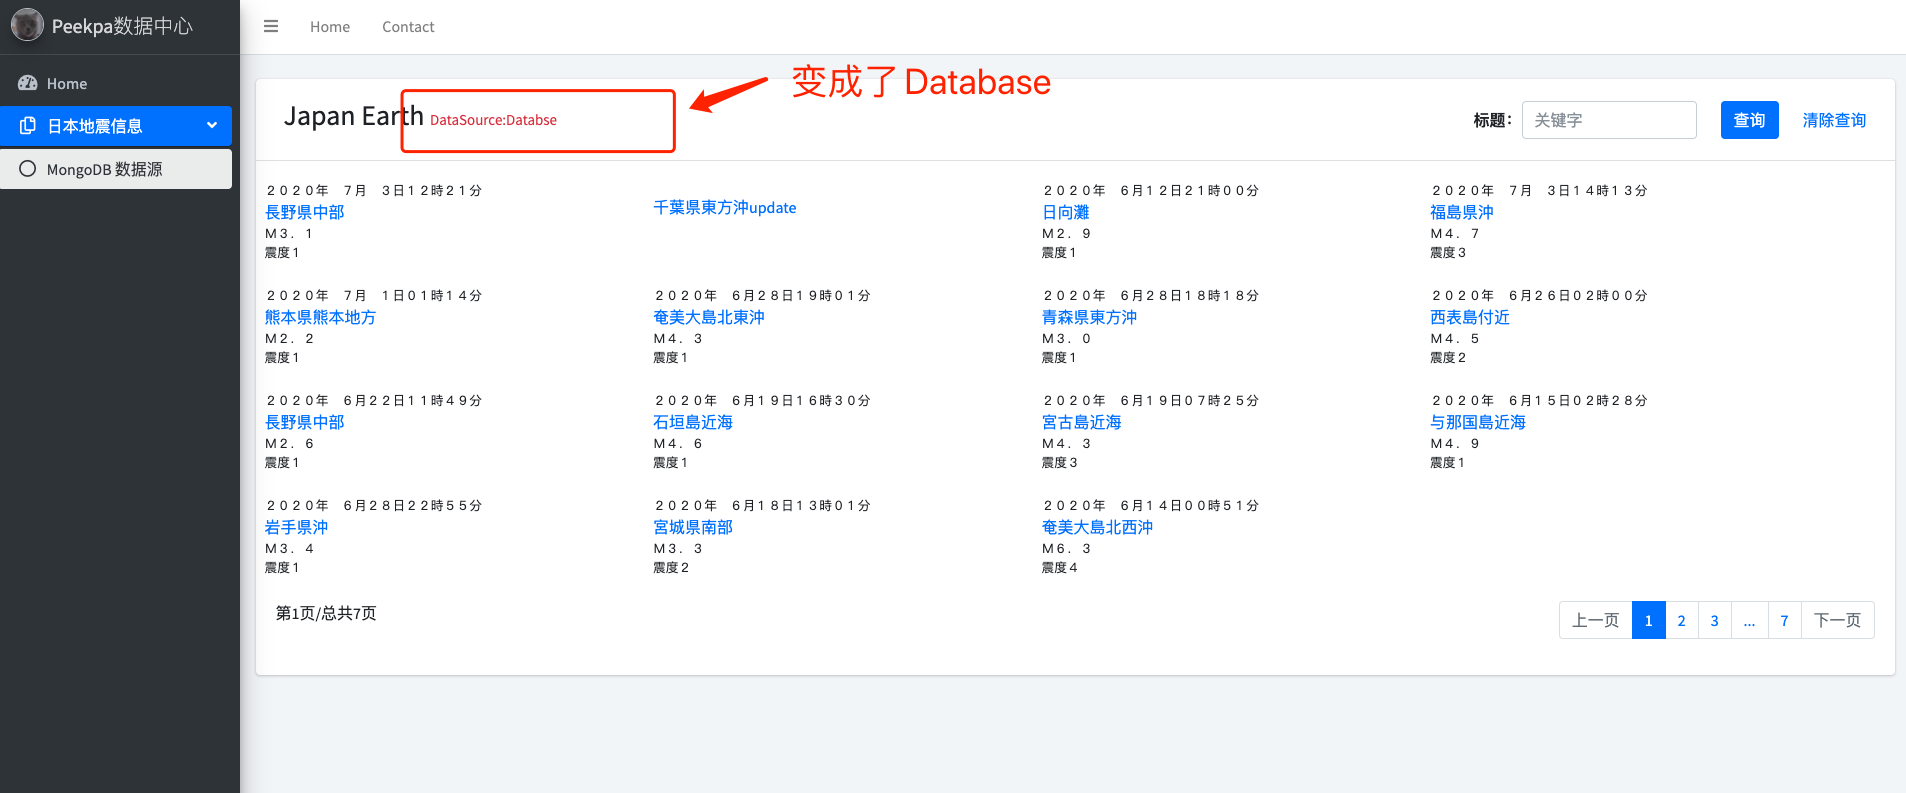 Peekpa数据中心
Home
Contact
Home
日本地震信息
MongoDB 数据源
变成了Database
Japan Earth DataSource:Databse
标题：
关键字
查询
清除查询
２０２０年　７月　３日１２時２１分
長野県中部
Ｍ３．１
震度１
千葉県東方沖update
２０２０年　６月１２日２１時００分
日向灘
Ｍ２．９
震度１
２０２０年　７月　３日１４時１３分
福島県沖
Ｍ４．７
震度３
２０２０年　７月　１日０１時１４分
熊本県熊本地方
Ｍ２．２
震度１
２０２０年　６月２８日１９時０１分
奄美大島北東沖
Ｍ４．３
震度１
２０２０年　６月２８日１８時１８分
青森県東方沖
Ｍ３．０
震度１
２０２０年　６月２６日０２時００分
西表島付近
Ｍ４．５
震度２
２０２０年　６月２２日１１時４９分
長野県中部
Ｍ２．６
震度１
２０２０年　６月１９日１６時３０分
石垣島近海
Ｍ４．６
震度１
２０２０年　６月１９日０７時２５分
宮古島近海
Ｍ４．３
震度３
２０２０年　６月１５日０２時２８分
与那国島近海
Ｍ４．９
震度１
２０２０年　６月２８日２２時５５分
岩手県沖
Ｍ３．４
震度１
２０２０年　６月１８日１３時０１分
宮城県南部
Ｍ３．３
震度２
２０２０年　６月１４日００時５１分
奄美大島北西沖
Ｍ６．３
震度４
第1页/总共7页
上一页 1 2 3 ... 7 下一页